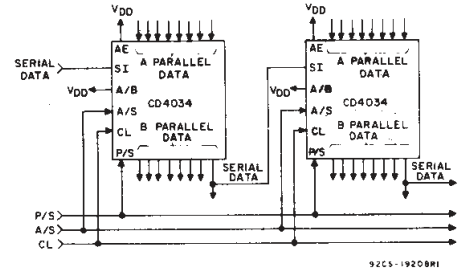 VDD
AE
A PARALLEL
DATA
SERIAL
DATA
SI
VDD
A/B
CD4034
A/S
CL
B PARALLEL
DATA
P/S
SERIAL
DATA
VDD
AE
A PARALLEL
DATA
SI
VDD
A/B
CD4034
A/S
CL
B PARALLEL
DATA
P/S
SERIAL
DATA
P/S
A/S
CL
92CS-19208R1